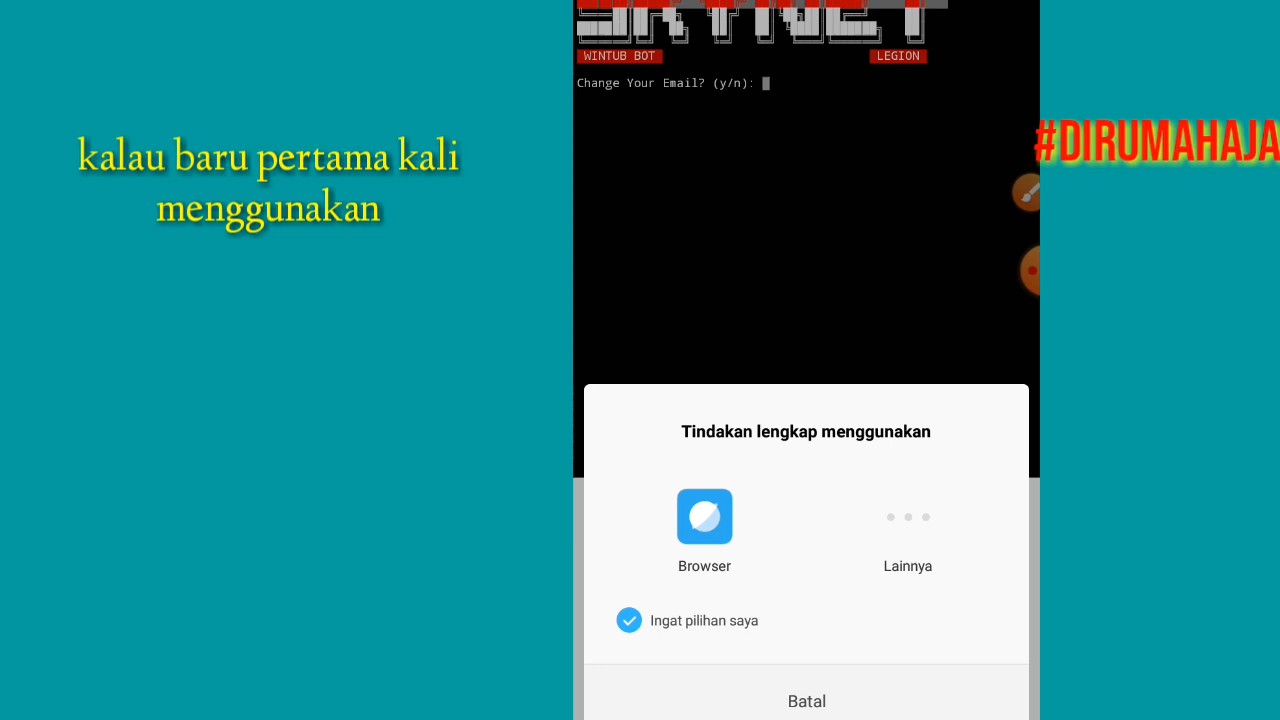 WINTUB BOT LEGION
Change Your Email? (y/n):
kalau baru pertama kali
menggunakan
#DIRUMAHAJA
Tindakan lengkap menggunakan
Browser Lainnya
Ingat pilihan saya
Batal